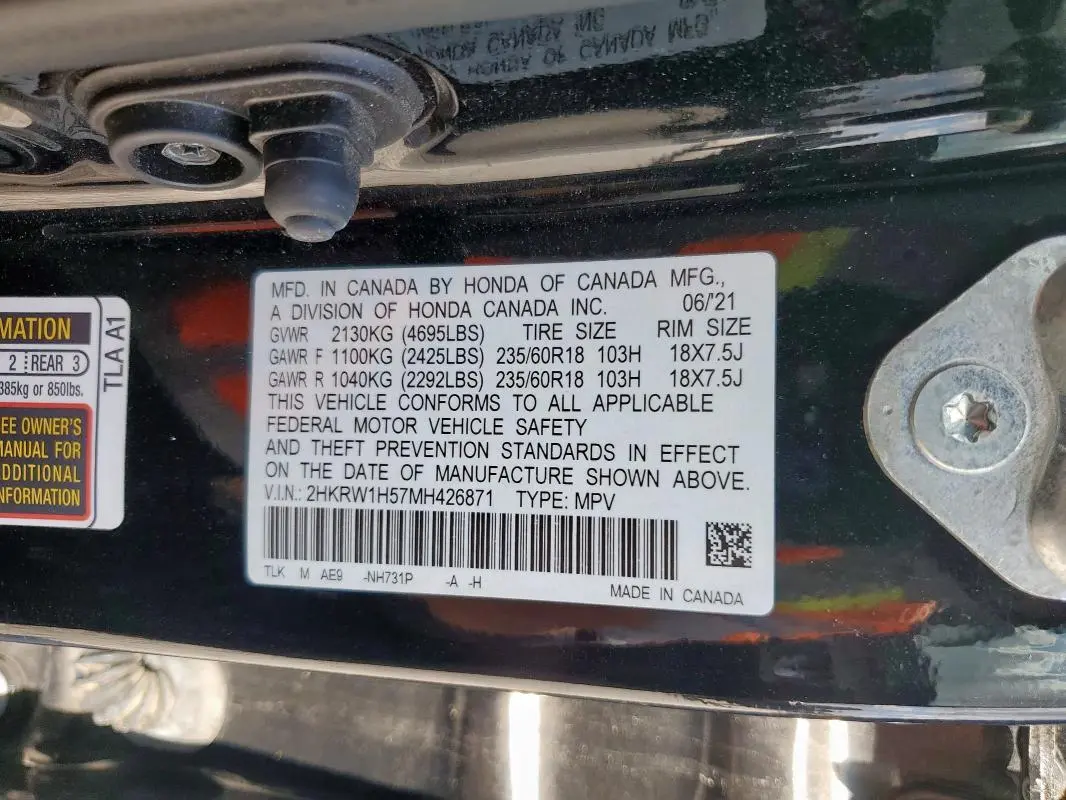 MFD. IN CANADA BY HONDA OF CANADA MFG.,
A DIVISION OF HONDA CANADA INC. 06/'21
GVWR 2130KG (4695LBS) TIRE SIZE RIM SIZE
GAWR F 1100KG (2425LBS) 235/60R18 103H 18X7.5J
GAWR R 1040KG (2292LBS) 235/60R18 103H 18X7.5J
THIS VEHICLE CONFORMS TO ALL APPLICABLE
FEDERAL MOTOR VEHICLE SAFETY
AND THEFT PREVENTION STANDARDS IN EFFECT
ON THE DATE OF MANUFACTURE SHOWN ABOVE.
V.I.N.: 2HKRW1H57MH426871 TYPE: MPV
TLK M AE9 -NH731P -A -H
MADE IN CANADA
MATION
2 REAR 3
385kg or 850lbs.
EE OWNER'S
MANUAL FOR
ADDITIONAL
NFORMATION
TLA A1